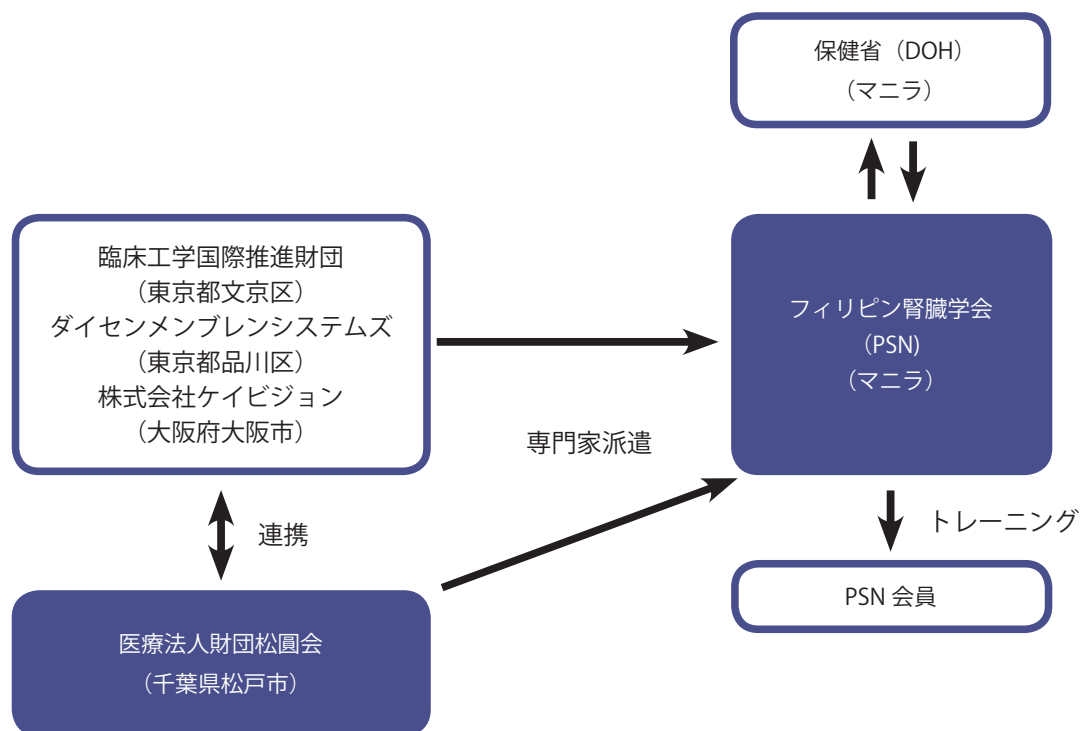 保健省（DOH）
（マニラ）
臨床工学国際推進財団
（東京都文京区）
ダイセンメンブレンシステムズ
（東京都品川区）
株式会社ケイビジョン
（大阪府大阪市）
フィリピン腎臓学会
（PSN)
（マニラ）
専門家派遣
連携
トレーニング
PSN 会員
医療法人財団松圓会
（千葉県松戸市）